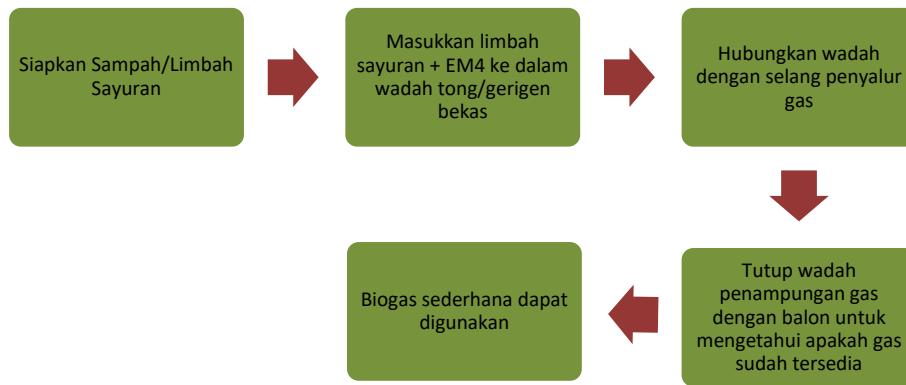 Siapkan Sampah/Limbah
Sayuran
Masukkan limbah
sayuran + EM4 ke dalam
wadah tong/gerigen
bekas
Hubungkan wadah
dengan selang penyalur
gas
Tutup wadah
penampungan gas
dengan balon untuk
mengetahui apakah gas
sudah tersedia
Biogas sederhana dapat
digunakan